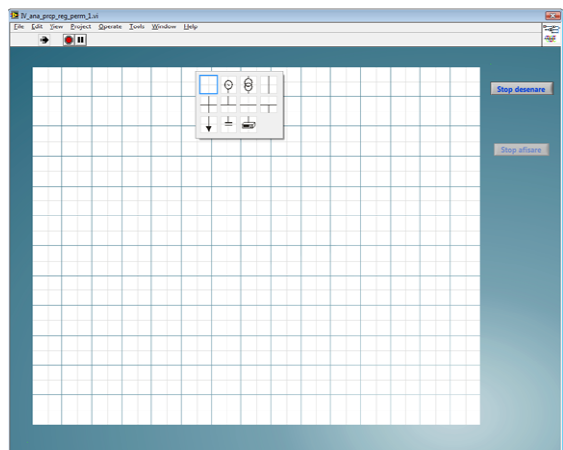 IV_ana_prcp_reg_perm_1.vi
File Edit View Project Operate Tools Window Help
Stop desenare
Stop afisare